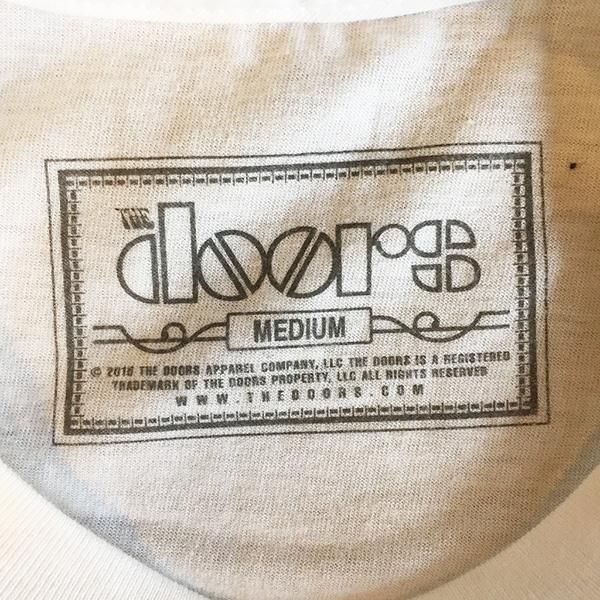 THE
doors
MEDIUM
© 2016 THE DOORS APPAREL COMPANY, LLC THE DOORS IS A REGISTERED
TRADEMARK OF THE DOORS PROPERTY, LLC ALL RIGHTS RESERVED
WWW.THEDOORS.COM